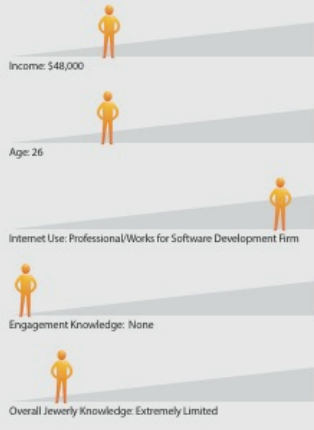 Income: $48,000
Age: 26
Internet Use: Professional/Works for Software Development Firm
Engagement Knowledge: None
Overall Jewerly Knowledge: Extremely Limited